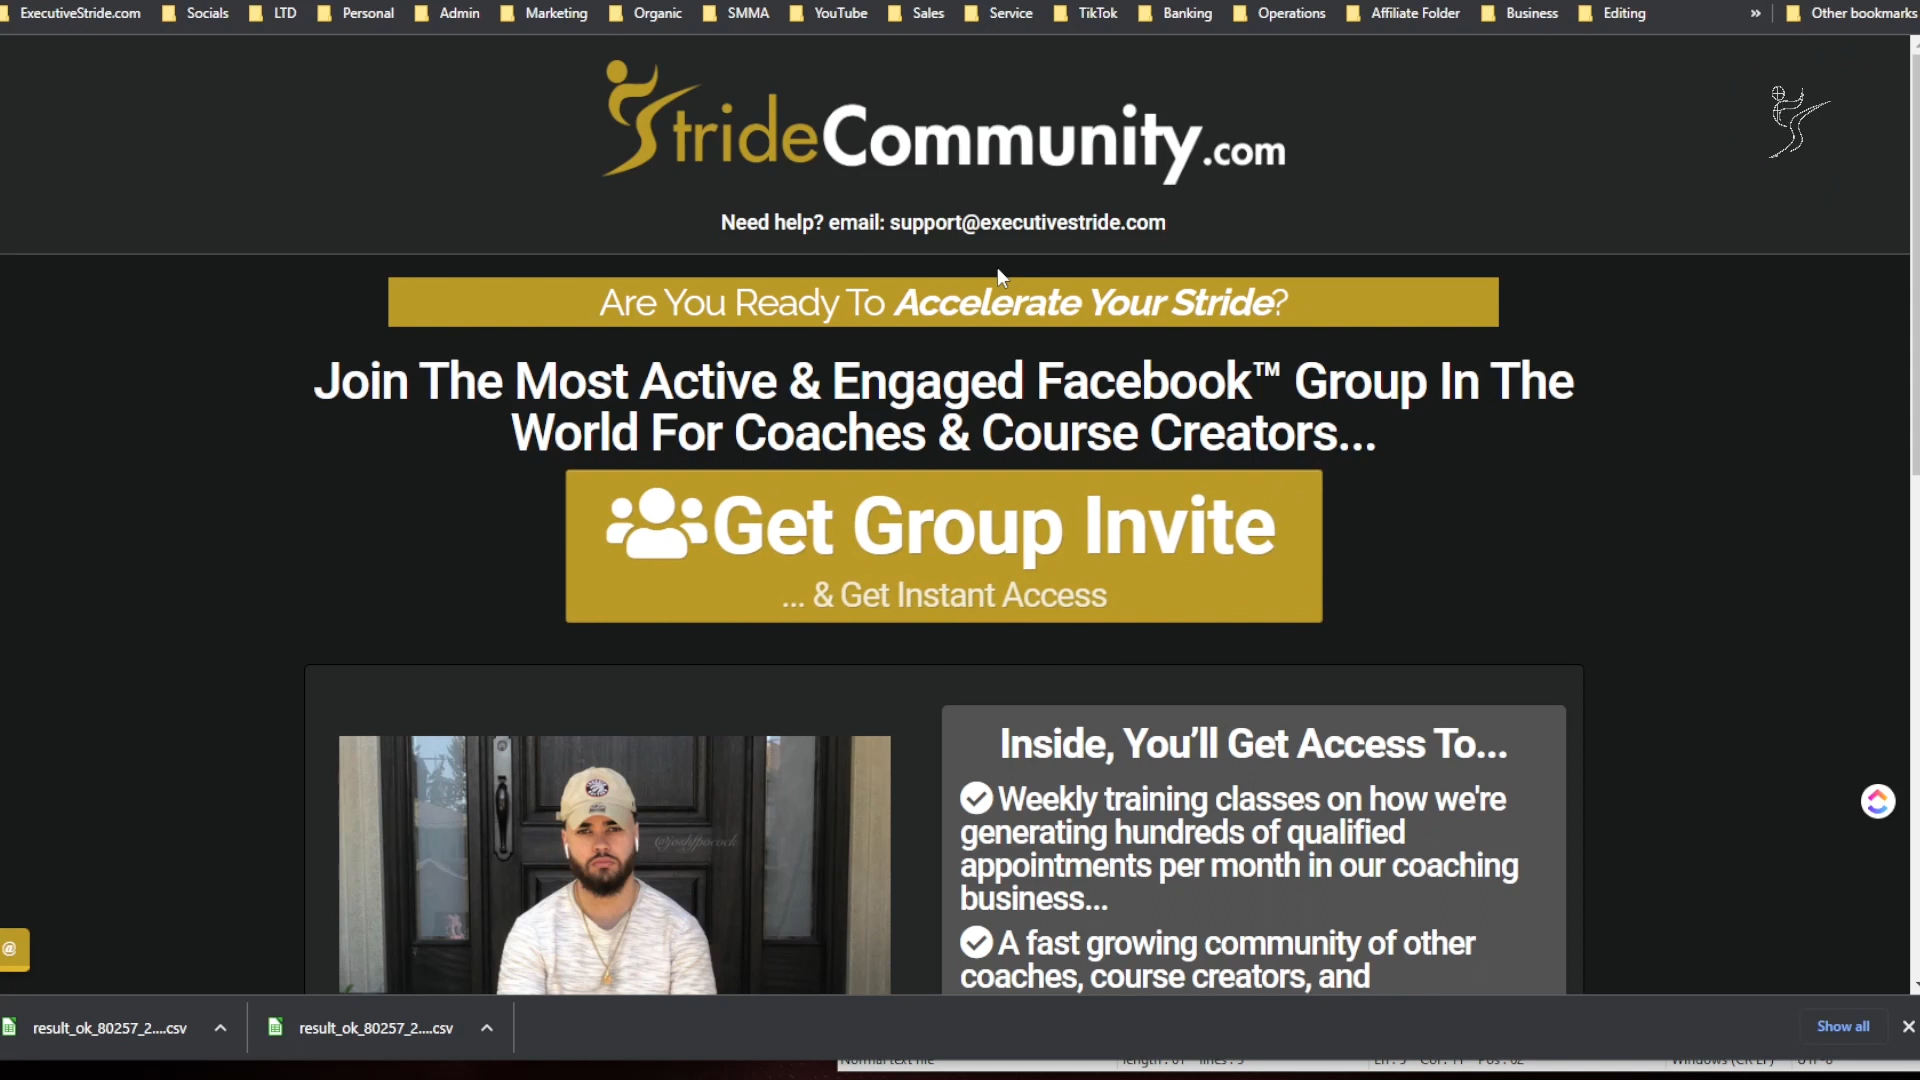 ExecutiveStride.com Socials LTD Personal Admin Marketing Organic SMMA YouTube Sales Service TikTok Banking Operations Affiliate Folder Business Editing » Other bookmarks
StrideCommunity.com
Need help? email: support@executivestride.com
Are You Ready To Accelerate Your Stride?
Join The Most Active & Engaged Facebook™ Group In The
World For Coaches & Course Creators...
Get Group Invite
... & Get Instant Access
@joshfpocock
Inside, You'll Get Access To...
Weekly training classes on how we're
generating hundreds of qualified
appointments per month in our coaching
business...
A fast growing community of other
coaches, course creators, and
@
result_ok_80257_2....csv result_ok_80257_2....csv Show all